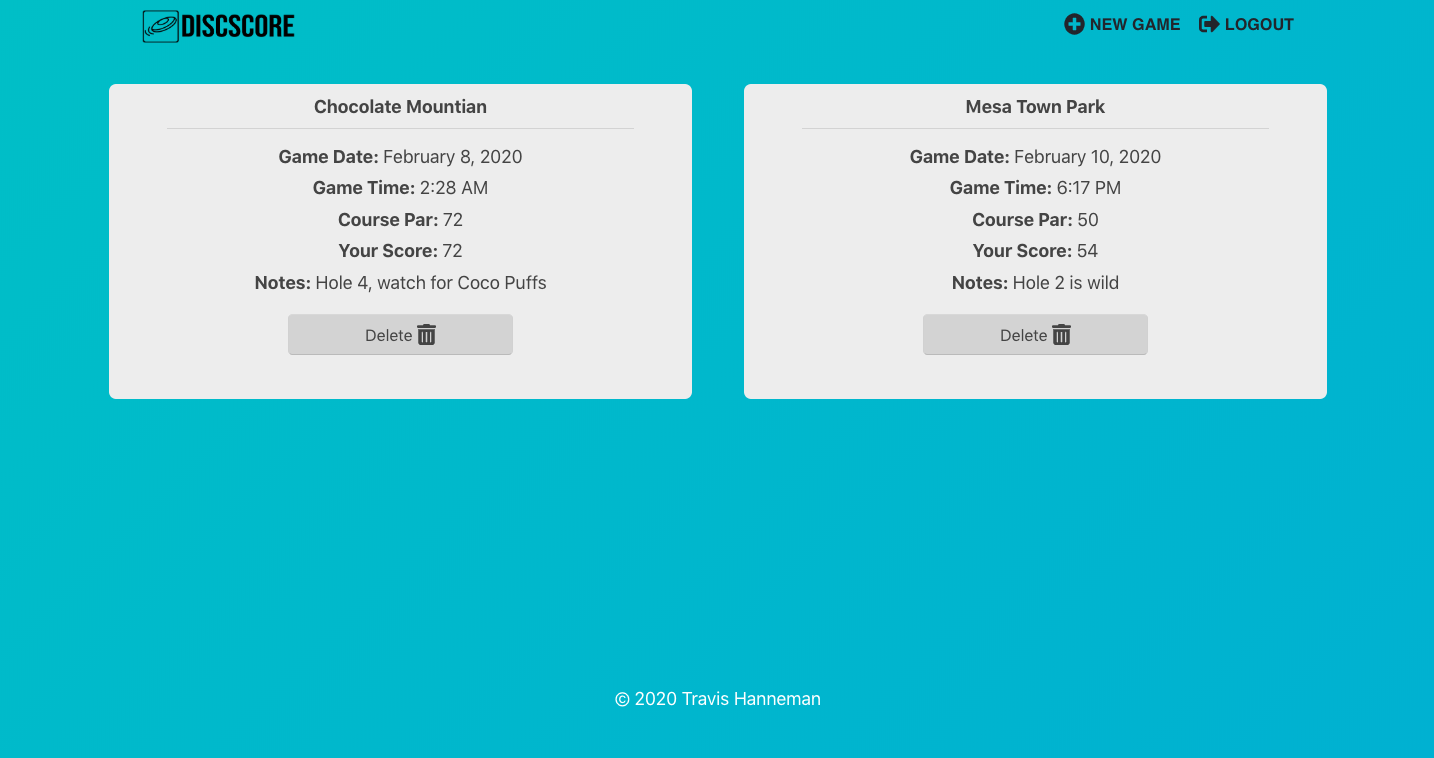 DISCSCORE
NEW GAME
LOGOUT
Chocolate Mountian
Game Date: February 8, 2020
Game Time: 2:28 AM
Course Par: 72
Your Score: 72
Notes: Hole 4, watch for Coco Puffs
Delete
Mesa Town Park
Game Date: February 10, 2020
Game Time: 6:17 PM
Course Par: 50
Your Score: 54
Notes: Hole 2 is wild
Delete
© 2020 Travis Hanneman